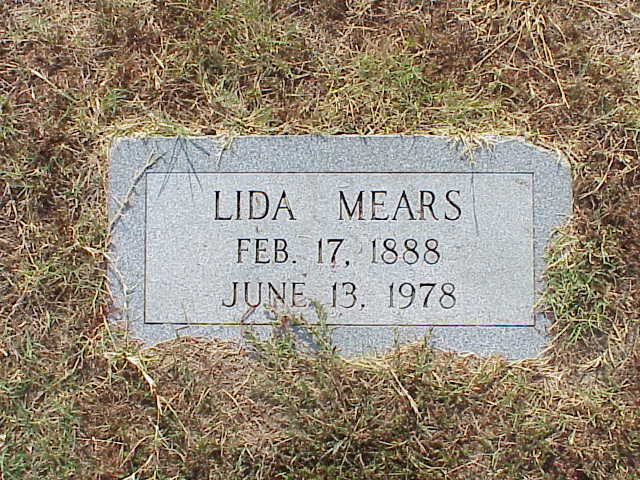 LIDA MEARS
FEB. 17, 1888
JUNE 13, 1978